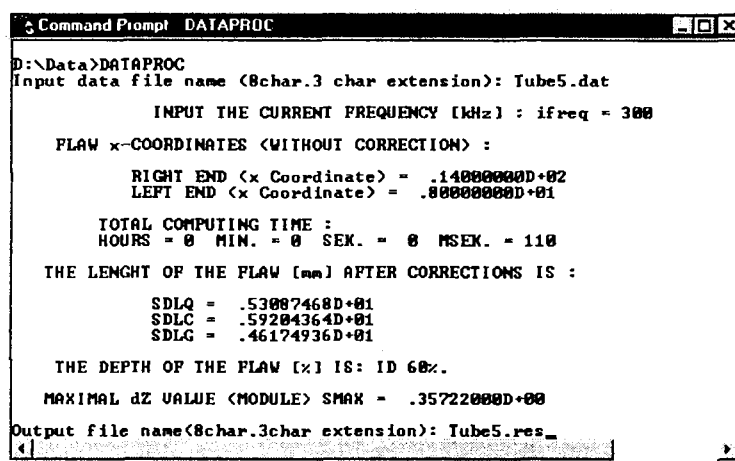 Command Prompt DATAPROC
D:\Data>DATAPROC
Input data file name (8char.3 char extension): Tube5.dat
INPUT THE CURRENT FREQUENCY [kHz] : ifreq = 300
FLAW x-COORDINATES (WITHOUT CORRECTION) :
RIGHT END (x Coordinate) = .14000000D+02
LEFT END (x Coordinate) = .80000000D+01
TOTAL COMPUTING TIME :
HOURS = 0 MIN. = 0 SEK. = 0 MSEK. = 110
THE LENGHT OF THE FLAW [mm] AFTER CORRECTIONS IS :
SDLQ = .53087468D+01
SDLC = .59204364D+01
SDLG = .46174936D+01
THE DEPTH OF THE FLAW [%] IS: ID 60%.
MAXIMAL dZ VALUE (MODULE) SMAX = .35722000D+00
Output file name(8char.3char extension): Tube5.res_